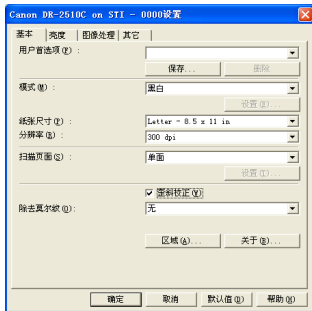 Canon DR-2510C on STI - 0000设置
基本 亮度 图像处理 其它
用户首选项(F):
保存... 删除
模式(M): 黑白
设置(N)...
纸张尺寸(P): Letter - 8.5 x 11 in
分辨率(R): 300 dpi
扫描页面(S): 单面
设置(T)...
歪斜校正(V)
除去莫尔纹(O): 无
区域(A)... 关于(B)...
确定 取消 默认值(D) 帮助(H)